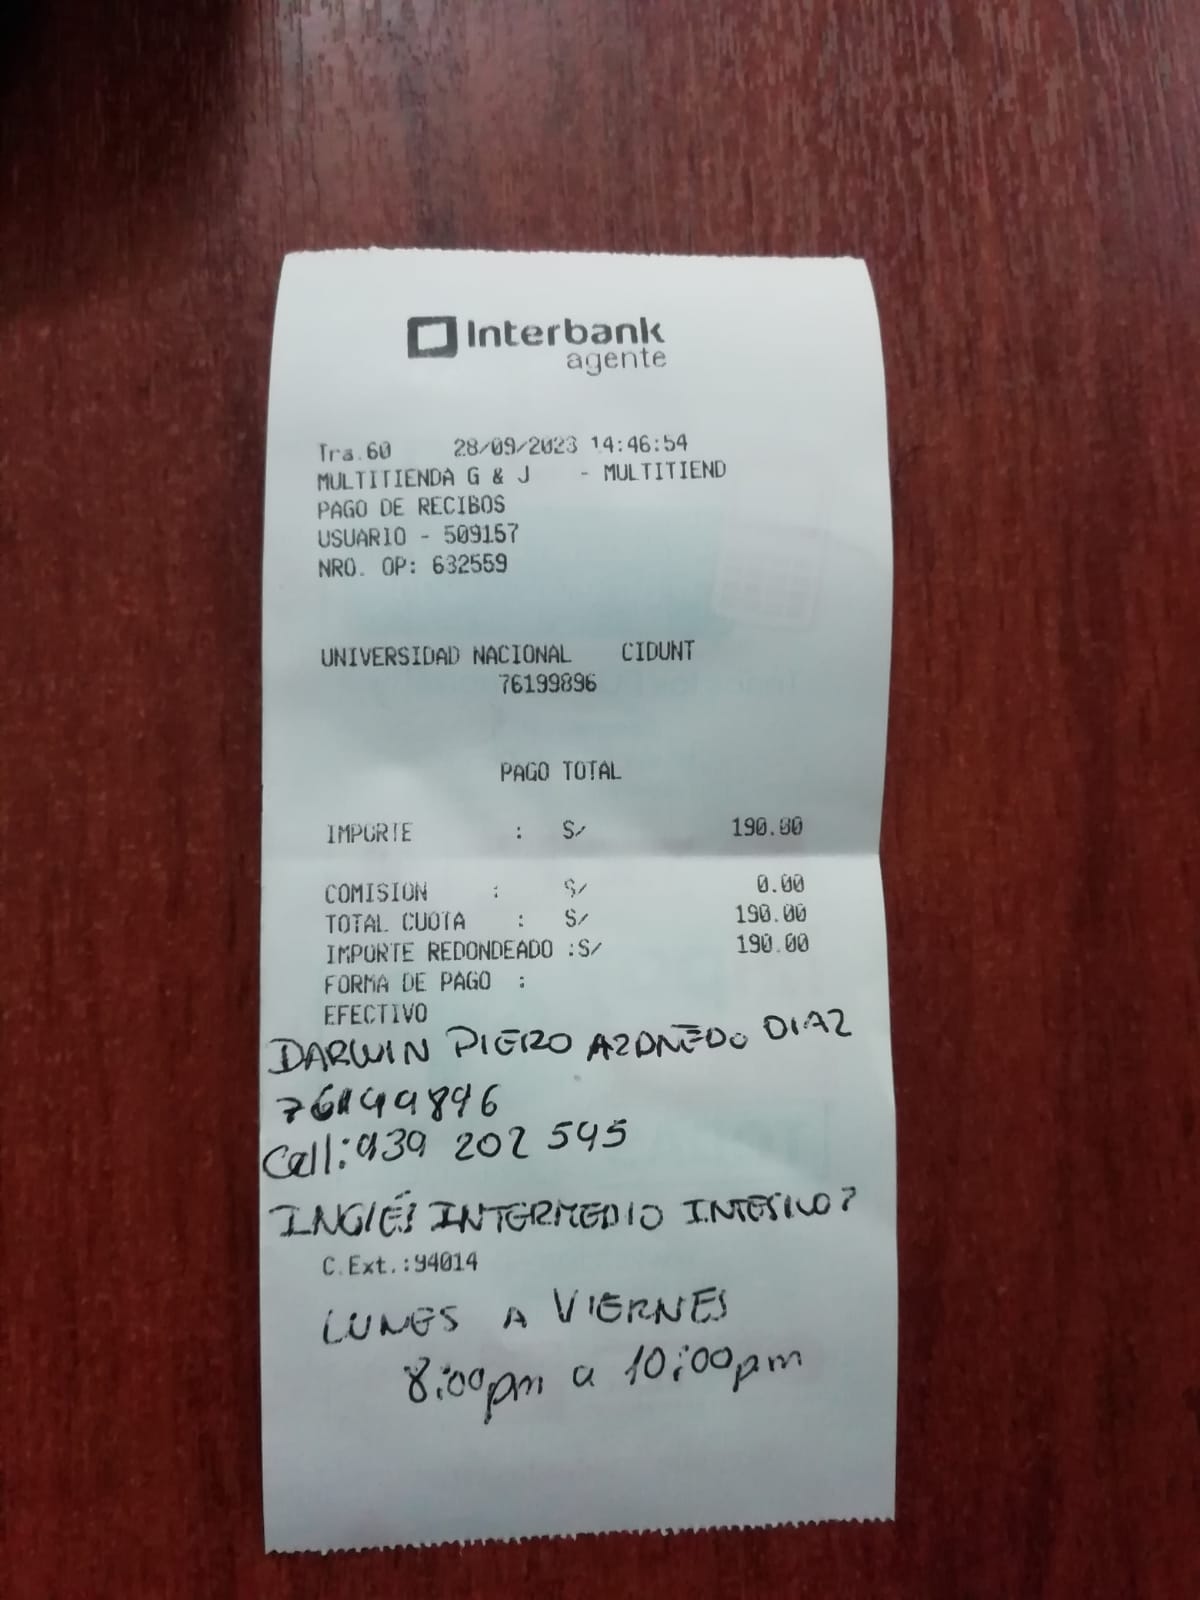 Interbank
agente
Tra.60 28/09/2023 14:46:54
MULTITIENDA G & J - MULTITIEND
PAGO DE RECIBOS
USUARIO - 509157
NRO. OP: 632559
UNIVERSIDAD NACIONAL CIDUNT
76199896
PAGO TOTAL
IMPORTE : S/ 190.00
COMISION : S/ 0.00
TOTAL CUOTA : S/ 190.00
IMPORTE REDONDEADO :S/ 190.00
FORMA DE PAGO :
EFECTIVO
DARWIN PIERO DIAZ
76199896
Cell: 939 202 595
INGLÉS INTERMEDIO
C.Ext.:94014
LUNES A VIERNES
8:00pm a 10:00pm